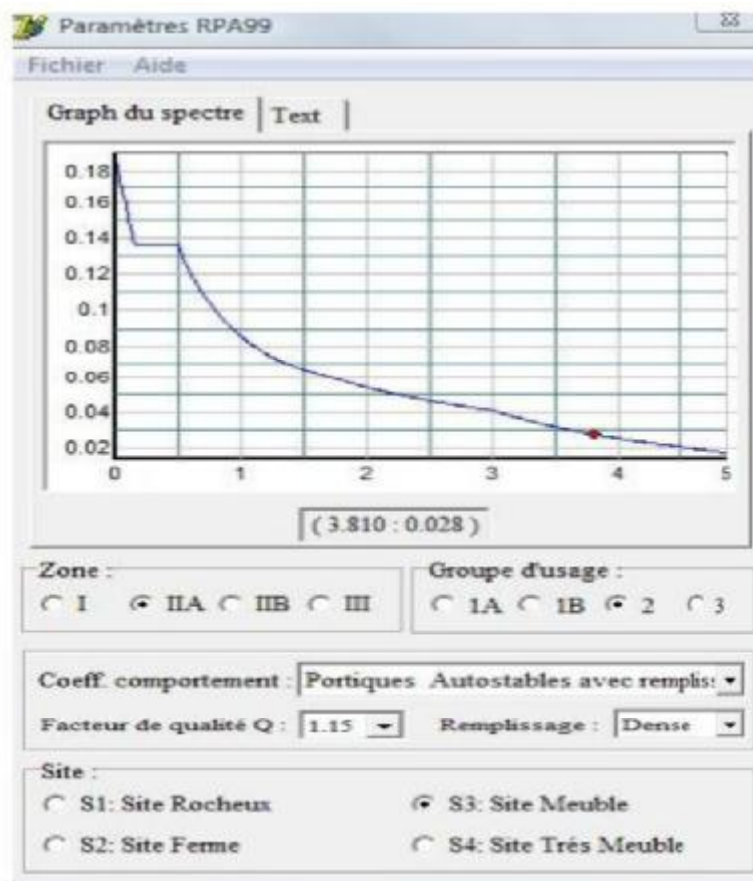 Paramètres RPA99
Fichier Aide
Graph du spectre Text
0.18
0.16
0.14
0.12
0.1
0.08
0.06
0.04
0.02
0 1 2 3 4 5
( 3.810 : 0.028 )
Zone :
I IIA IIB III
Groupe d'usage :
1A 1B 2 3
Coeff. comportement : Portiques Autostables avec remplis:
Facteur de qualité Q : 1.15 Remplissage : Dense
Site :
S1: Site Rocheux S3: Site Meuble
S2: Site Ferme S4: Site Trés Meuble